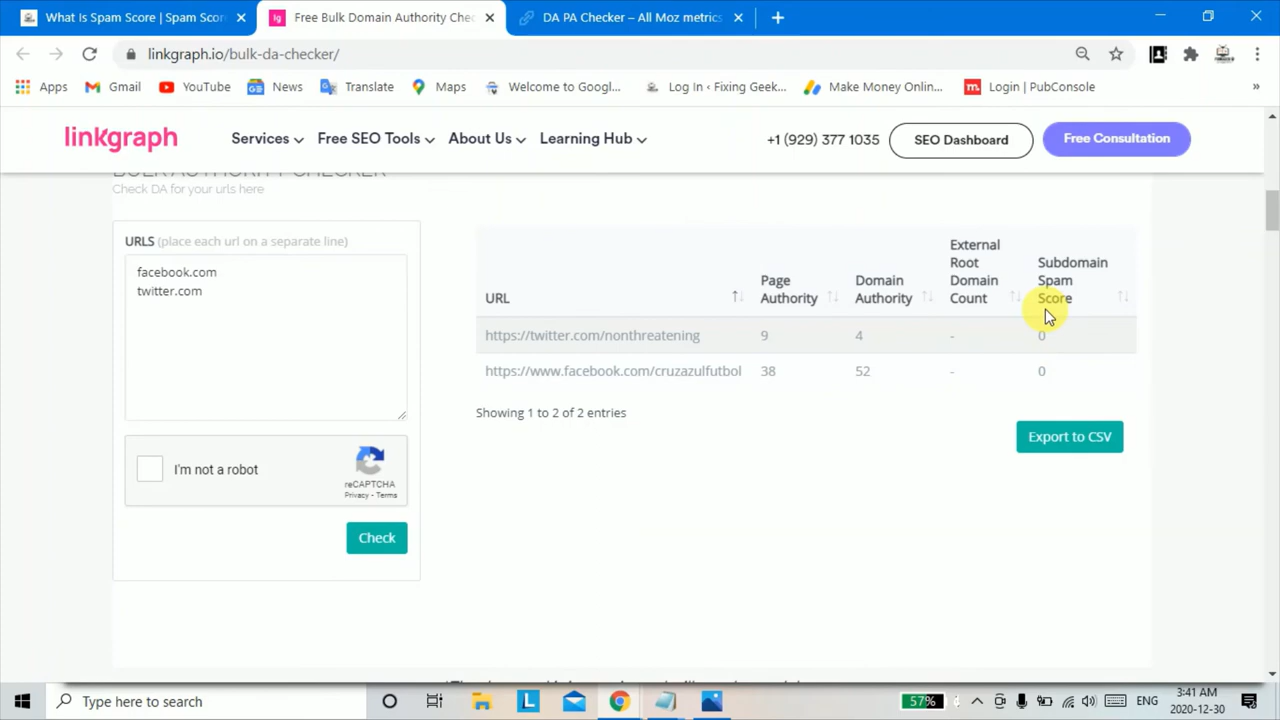 What Is Spam Score | Spam Scor
Free Bulk Domain Authority Chec
DA PA Checker – All Moz metrics
linkgraph.io/bulk-da-checker/
Apps
Gmail
YouTube
News
Translate
Maps
Welcome to Googl...
Log In ‹ Fixing Geek...
Make Money Online...
Login | PubConsole
»
linkgraph
Services
Free SEO Tools
About Us
Learning Hub
+1 (929) 377 1035
SEO Dashboard
Free Consultation
BULK AUTHORITY CHECKER
Check DA for your urls here
URLS (place each url on a separate line)
facebook.com
twitter.com
I'm not a robot
reCAPTCHA
Privacy - Terms
Check
URL
Page
Authority
Domain
Authority
External
Root
Domain
Count
Subdomain
Spam
Score
https://twitter.com/nonthreatening 9 4 - 0
https://www.facebook.com/cruzazulfutbol 38 52 - 0
Showing 1 to 2 of 2 entries
Export to CSV
Type here to search
57%
ENG
3:41 AM
2020-12-30